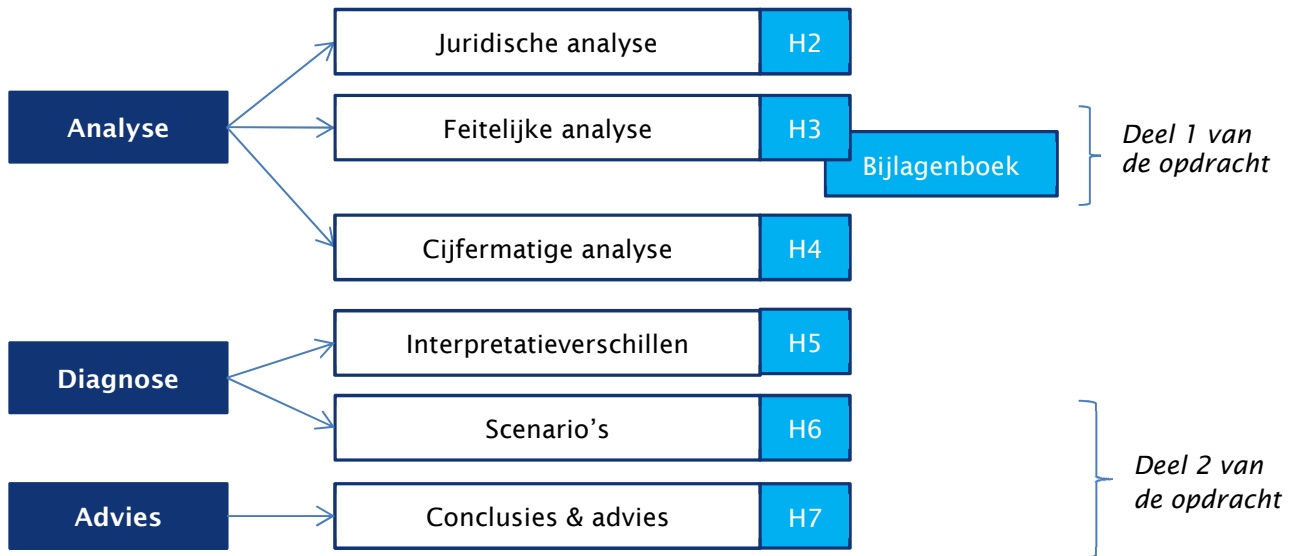 Juridische analyse H2
Analyse
Feitelijke analyse H3
Bijlagenboek
Deel 1 van
de opdracht
Cijfermatige analyse H4
Interpretatieverschillen H5
Diagnose
Scenario's H6
Deel 2 van
de opdracht
Advies
Conclusies & advies H7